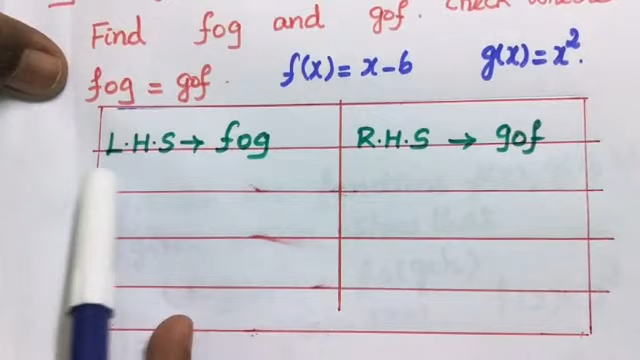 Find fog and gof. Check
fog = gof. f(x) = x-6 g(x) = x².
L.H.S → fog R.H.S → gof